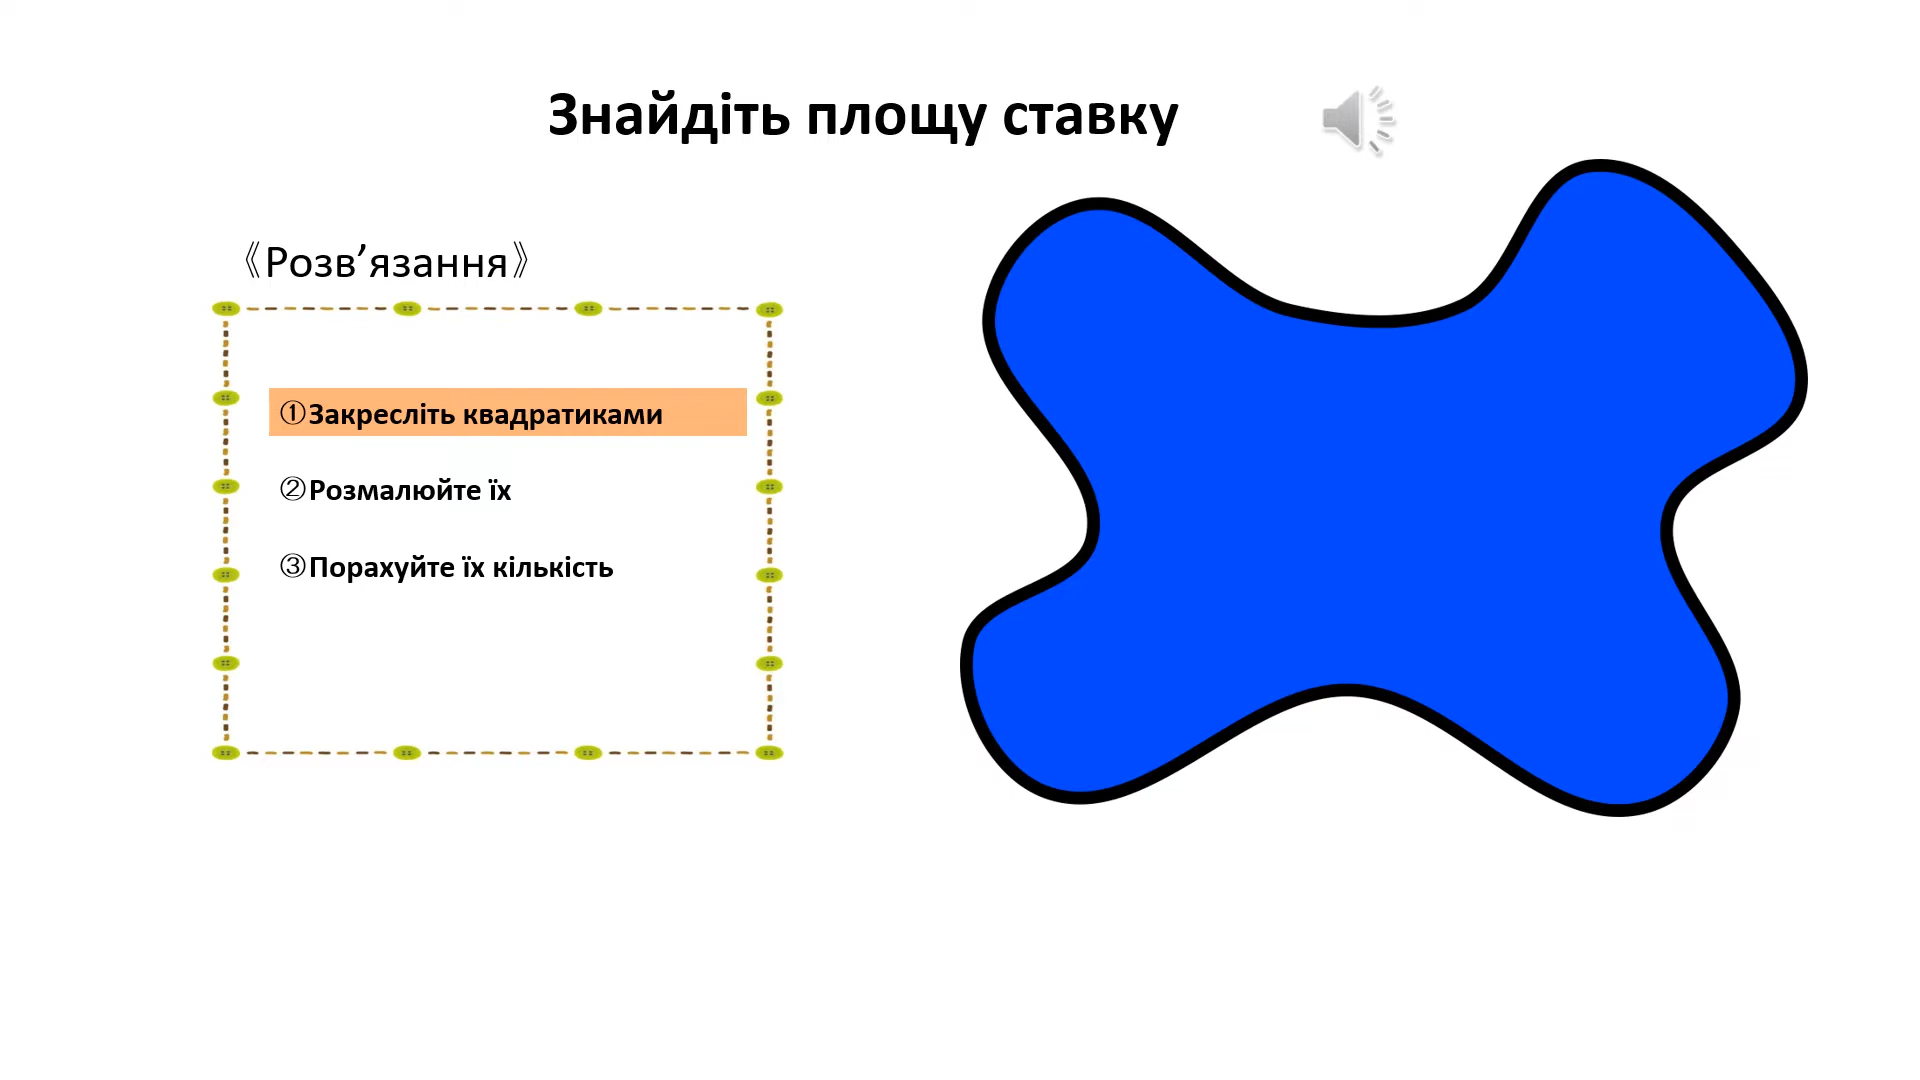 Знайдіть площу ставку
《Розв’язання》
①Закресліть квадратиками
②Розмалюйте їх
③Порахуйте їх кількість